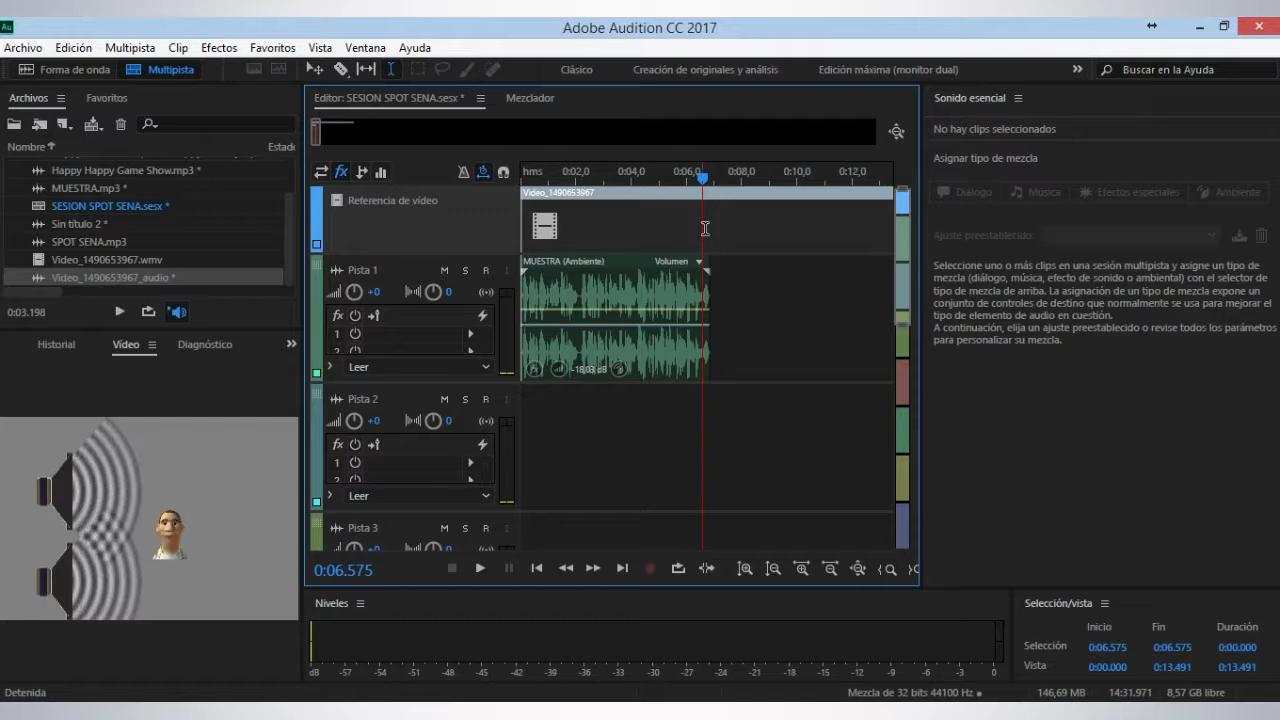 Au
Adobe Audition CC 2017
Archivo Edición Multipista Clip Efectos Favoritos Vista Ventana Ayuda
Forma de onda Multipista Clásico Creación de originales y análisis Edición máxima (monitor dual) Buscar en la Ayuda
Archivos Favoritos
Nombre Estado
Happy Happy Game Show.mp3 *
MUESTRA.mp3 *
SESION SPOT SENA.sesx *
Sin título 2 *
SPOT SENA.mp3
Video_1490653967.wmv
Video_1490653967_audio *
0:03.198
Historial Vídeo Diagnóstico
Editor: SESION SPOT SENA.sesx * Mezclador
fx
hms 0:02,0 0:04,0 0:06,0 0:08,0 0:10,0 0:12,0
Referencia de vídeo
Video_1490653967
Pista 1 M S R I
+0 0
fx
1
2
Leer
MUESTRA (Ambiente) Volumen
fx -18,03 dB
Pista 2 M S R I
+0 0
fx
1
2
Leer
Pista 3 M S R I
+0 0
0:06.575
Sonido esencial
No hay clips seleccionados
Asignar tipo de mezcla
Diálogo Música Efectos especiales Ambiente
Ajuste preestablecido:
Seleccione uno o más clips en una sesión multipista y asigne un tipo de
mezcla (diálogo, música, efecto de sonido o ambiental) con el selector
de tipo de mezcla de arriba. La asignación de un tipo de mezcla expone un
conjunto de controles de destino que normalmente se usa para mejorar el
tipo de elemento de audio en cuestión.
A continuación, elija un ajuste preestablecido o revise todos los parámetros
para personalizar su mezcla.
Niveles
dB -57 -54 -51 -48 -45 -42 -39 -36 -33 -30 -27 -24 -21 -18 -15 -12 -9 -6 -3 0
Selección/vista
Inicio Fin Duración
Selección 0:06.575 0:06.575 0:00.000
Vista 0:00.000 0:13.491 0:13.491
Detenida Mezcla de 32 bits 44100 Hz 146,69 MB 14:31.971 8,57 GB libre